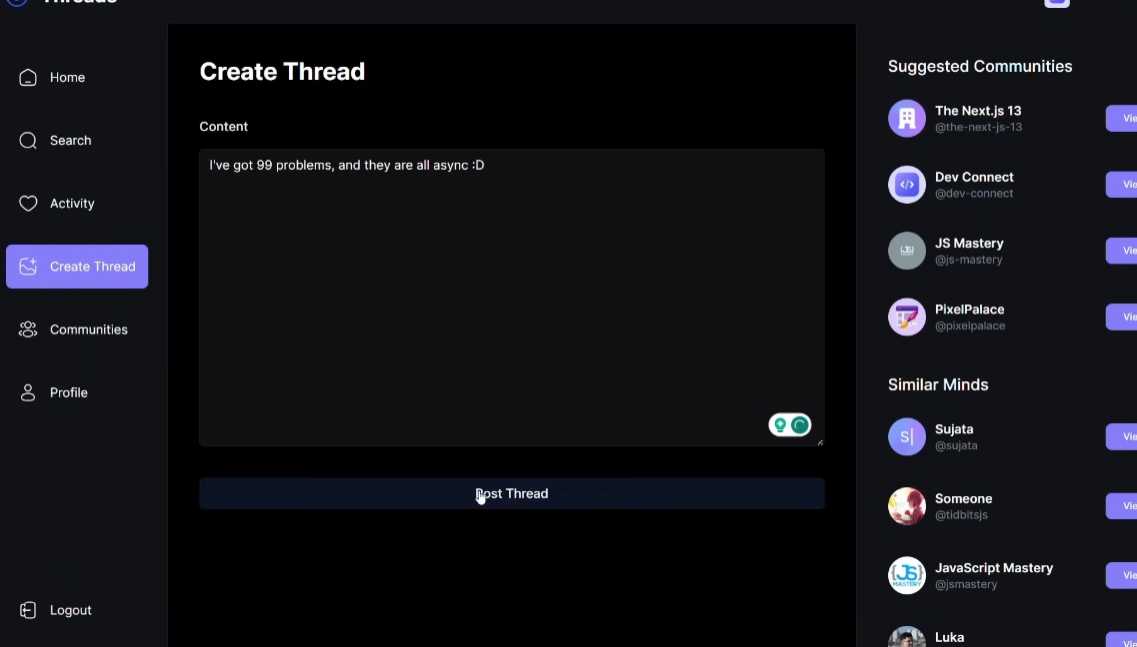 Threads
Home
Search
Activity
Create Thread
Communities
Profile
Logout
Create Thread
Content
I've got 99 problems, and they are all async :D
Post Thread
Suggested Communities
The Next.js 13
@the-next-js-13
Vie
Dev Connect
@dev-connect
Vie
JS Mastery
@js-mastery
Vie
PixelPalace
@pixelpalace
Vie
Similar Minds
S|
Sujata
@sujata
Vie
Someone
@tidbitsjs
Vie
{JS}
MASTERY
JavaScript Mastery
@jsmastery
Vie
Luka
Vie